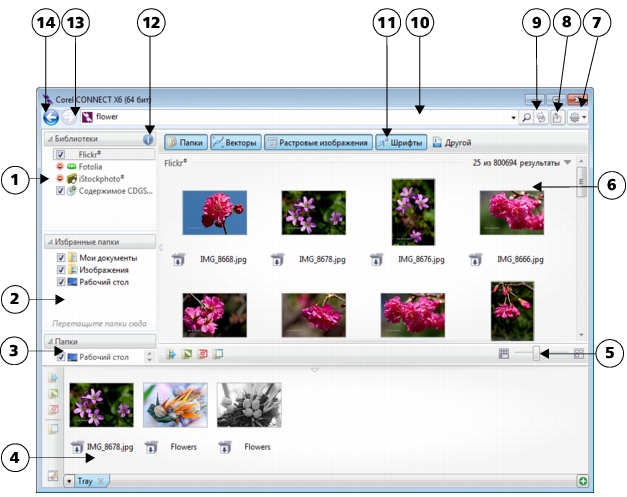 14 13 12 11 10 9 8 7
Corel CONNECT X6 (64 бит)
flower
Библиотеки
Папки Векторы Растровые изображения Шрифты Другой
Flickr®
Fotolia
iStockphoto®
Содержимое CDGS...
Flickr®
25 из 800694 результаты
1
6
IMG_8668.jpg IMG_8678.jpg IMG_8676.jpg IMG_8666.jpg
Избранные папки
Мои документы
Изображения
Рабочий стол
2
Перетащите папки сюда
Папки
3
Рабочий стол
5
IMG_8678.jpg Flowers Flowers
4
Tray